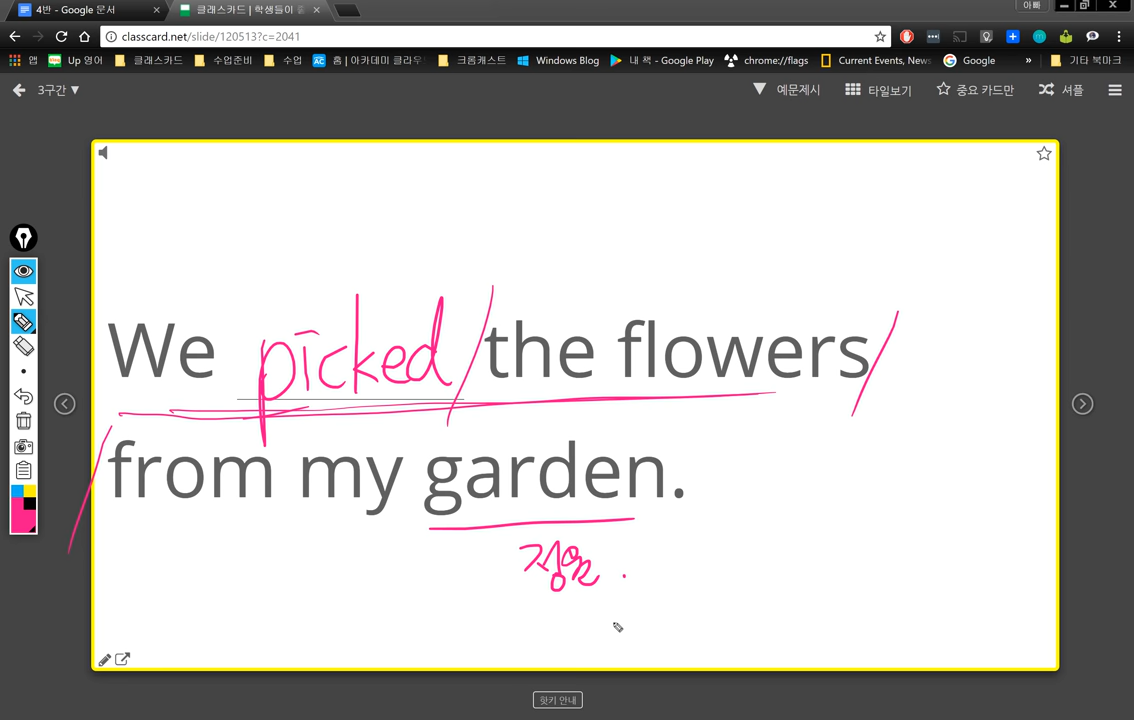 4반 - Google 문서
클래스카드 | 학생들이 플
아빠
classcard.net/slide/120513?c=2041
앱 Up 영어 클래스카드 수업준비 수업 홈 | 아카데미 클라우 크롬캐스트 Windows Blog 내 책 - Google Play chrome://flags Current Events, News Google » 기타 북마크
3구간 ▼ ▼ 예문제시 타일보기 중요 카드만 셔플
We picked / the flowers /
/ from my garden.
정원 .
핫키 안내